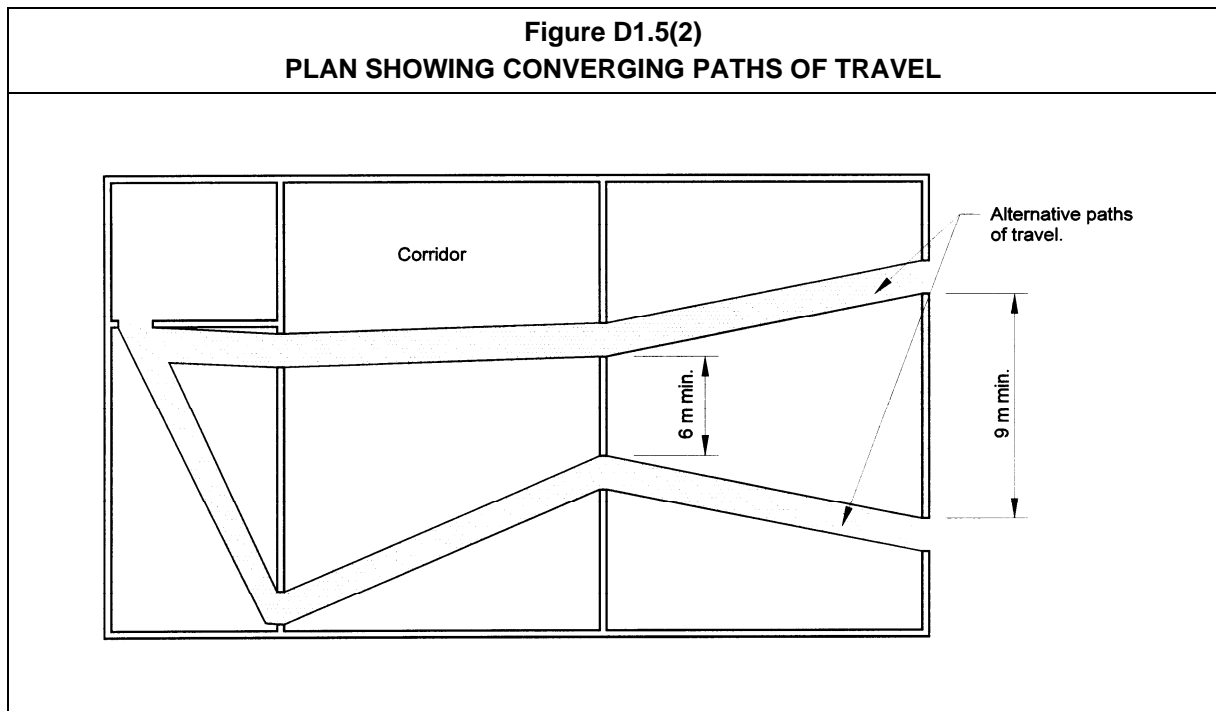 Figure D1.5(2)
PLAN SHOWING CONVERGING PATHS OF TRAVEL
Corridor
Alternative paths
of travel.
6 m min.
9 m min.